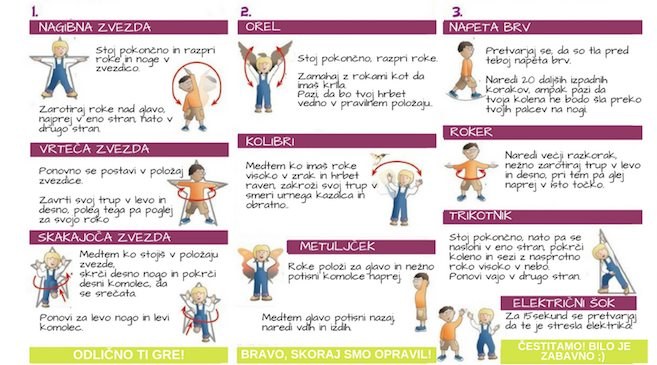 1.
NAGIBNA ZVEZDA
Stoj pokončno in razpri
roke in noge v
zvezdico.
Zarotiraj roke nad glavo,
najprej v eno stran, nato v
drugo stran.
VRTEČA ZVEZDA
Ponovno se postavi v položaj
zvezdice.
Zavrti svoj trup v levo in
desno, poleg tega pa poglej
za svojo roko
SKAKAJOČA ZVEZDA
Medtem ko stojiš v položaju
zvezde,
skrči desno nogo in pokrči
desni komolec, da
se srečata.
Ponovi za levo nogo in levi
komolec.
ODLIČNO TI GRE!
2.
OREL
Stoj pokončno, razpri roke.
Zamahaj z rokami kot da
imaš krila.
Pazi, da bo tvoj hrbet
vedno v pravilnem položaju..
KOLIBRI
Medtem ko imaš roke
visoko v zrak in hrbet
raven, zakroži svoj trup v
smeri urnega kazalca in
obratno..
METULJČEK
Roke položi za glavo in nežno
potisni komolce naprej.
Medtem glavo potisni nazaj,
naredi vdih in izdih.
BRAVO, SKORAJ SMO OPRAVIL!
3.
NAPETA BRV
Pretvarjaj se, da so tla pred
teboj napeta brv.
Naredi 20 daljših izpadnih
korakov, ampak pazi da
tvoja kolena ne bodo šla preko
tvojih palcev na nogi.
ROKER
Naredi večji razkorak,
nežno zarotiraj trup v levo
in desno, pri tem pa glej
naprej v isto točko.
TRIKOTNIK
Stoj pokončno, nato pa se
nasloni v eno stran, pokrči
koleno in sezi z nasprotno
roko visoko v nebo.
Ponovi vajo v drugo stran.
ELEKTRIČNI ŠOK
Za 15sekund se pretvarjaj
da te je stresla elektrika!
ČESTITAMO! BILO JE
ZABAVNO ;)